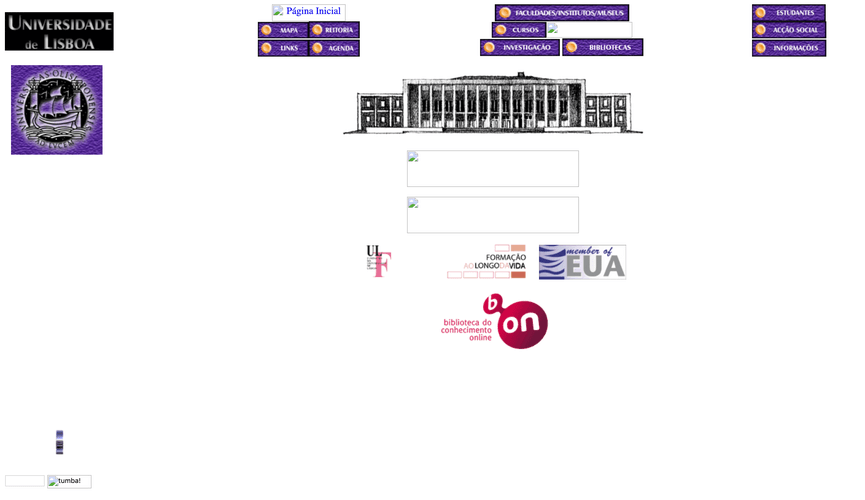 UNIVERSIDADE
de LISBOA
Página Inicial
MAPA
REITORIA
LINKS
AGENDA
FACULDADES/INSTITUTOS/MUSEUS
CURSOS
INVESTIGAÇÃO
BIBLIOTECAS
ESTUDANTES
ACÇÃO SOCIAL
INFORMAÇÕES
UL
F
FORMAÇÃO
AO LONGO DA VIDA
member of
EUA
b on
biblioteca do
conhecimento
online
tumba!